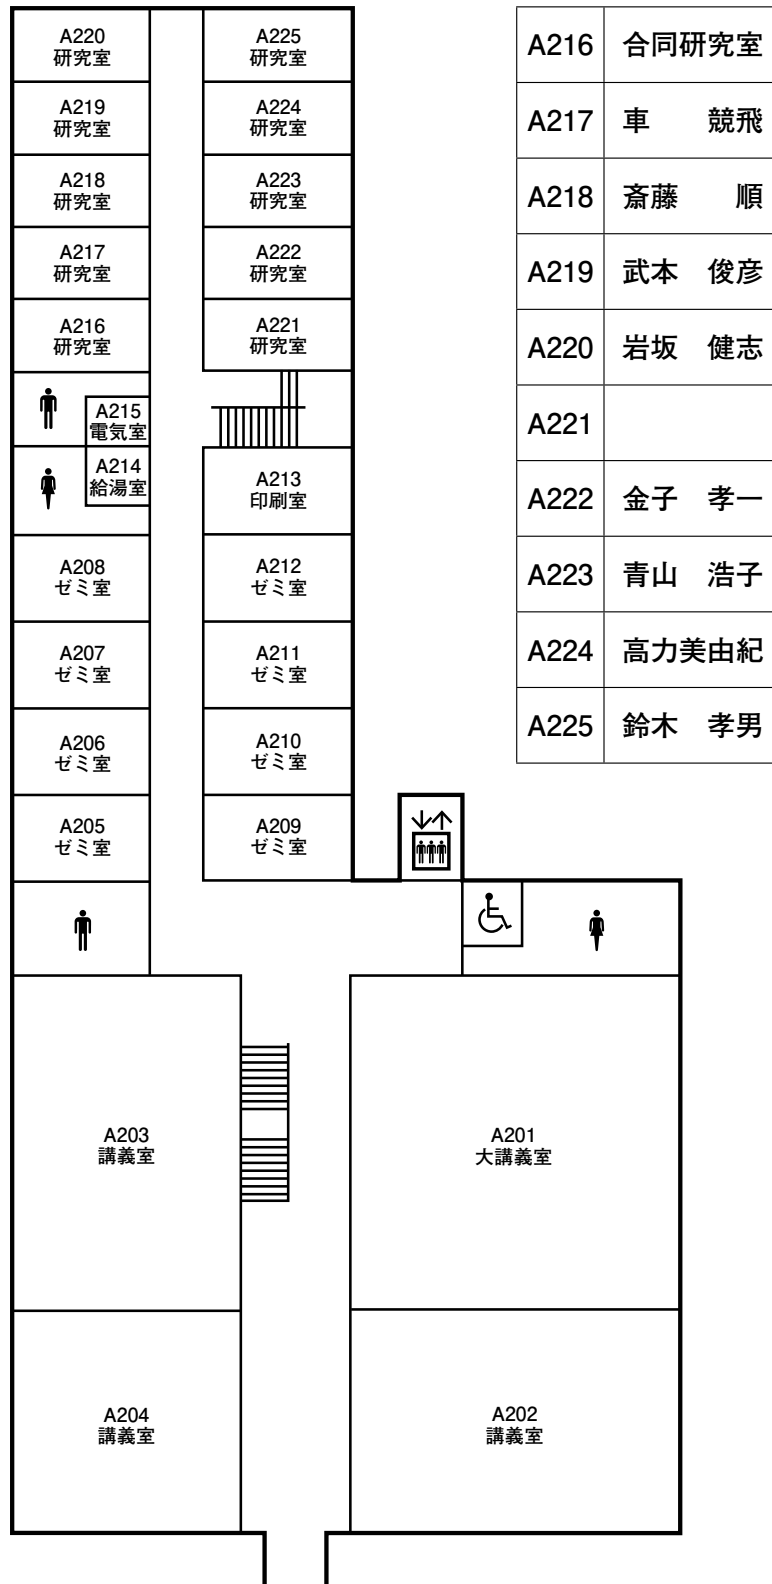 A220
研究室
A225
研究室
A219
研究室
A224
研究室
A218
研究室
A223
研究室
A217
研究室
A222
研究室
A216
研究室
A221
研究室
A215
電気室
A214
給湯室
A213
印刷室
A208
ゼミ室
A212
ゼミ室
A207
ゼミ室
A211
ゼミ室
A206
ゼミ室
A210
ゼミ室
A205
ゼミ室
A209
ゼミ室
A203
講義室
A201
大講義室
A204
講義室
A202
講義室
A216 合同研究室
A217 車　競飛
A218 斎藤　順
A219 武本　俊彦
A220 岩坂　健志
A221
A222 金子　孝一
A223 青山　浩子
A224 高力美由紀
A225 鈴木　孝男